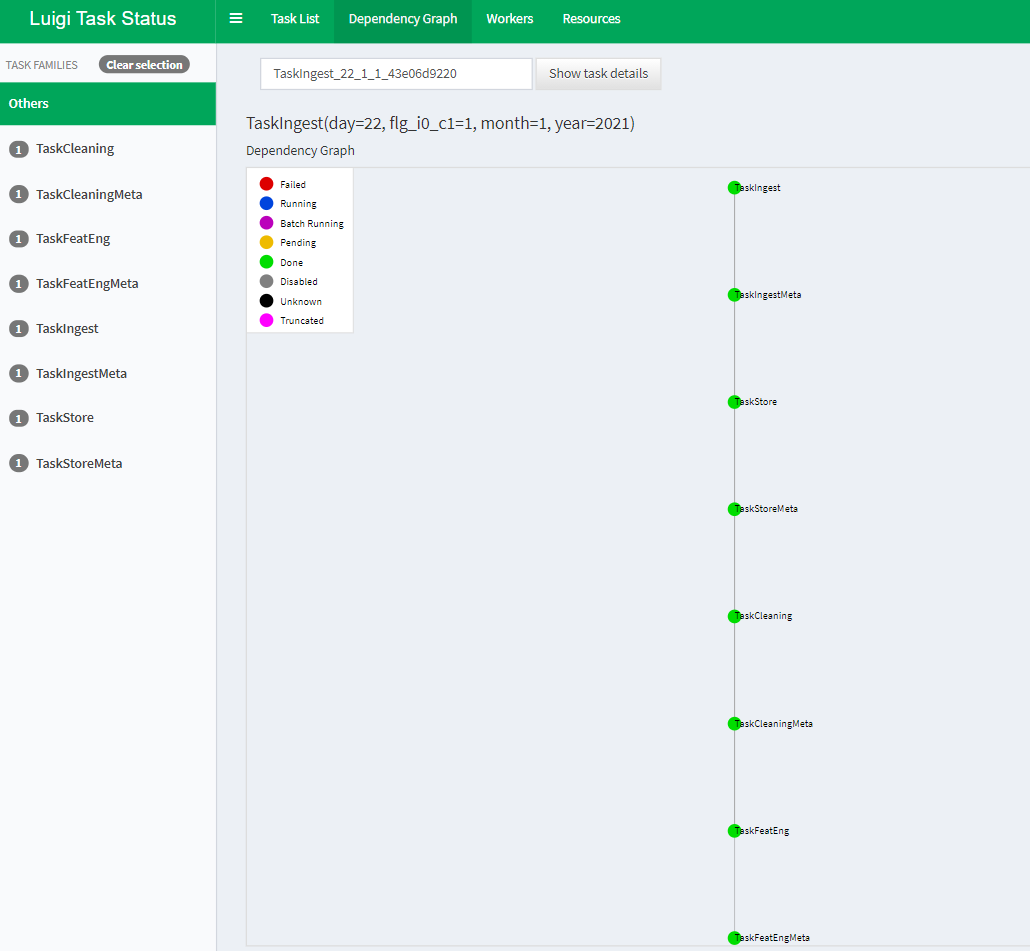 Luigi Task Status
Task List
Dependency Graph
Workers
Resources
TASK FAMILIES
Clear selection
Others
1 TaskCleaning
1 TaskCleaningMeta
1 TaskFeatEng
1 TaskFeatEngMeta
1 TaskIngest
1 TaskIngestMeta
1 TaskStore
1 TaskStoreMeta
TaskIngest_22_1_1_43e06d9220
Show task details
TaskIngest(day=22, flg_i0_c1=1, month=1, year=2021)
Dependency Graph
Failed
Running
Batch Running
Pending
Done
Disabled
Unknown
Truncated
TaskIngest
TaskIngestMeta
TaskStore
TaskStoreMeta
TaskCleaning
TaskCleaningMeta
TaskFeatEng
TaskFeatEngMeta